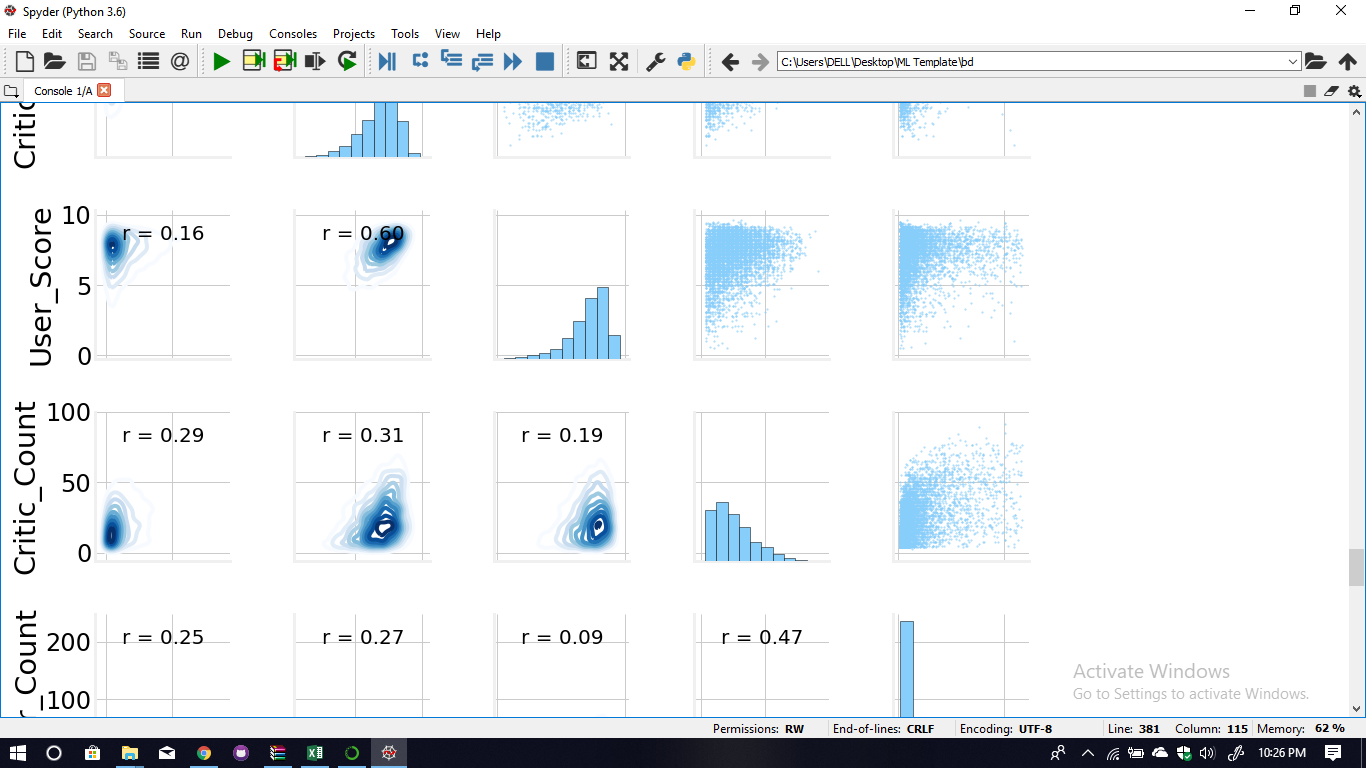 Spyder (Python 3.6)
File Edit Search Source Run Debug Consoles Projects Tools View Help
C:\Users\DELL\Desktop\ML Template\bd
Console 1/A
Critic
User_Score
10
5
0
r = 0.16
r = 0.60
Critic_Count
100
50
0
r = 0.29
r = 0.31
r = 0.19
r_Count
200
100
r = 0.25
r = 0.27
r = 0.09
r = 0.47
Activate Windows
Go to Settings to activate Windows.
Permissions: RW End-of-lines: CRLF Encoding: UTF-8 Line: 381 Column: 115 Memory: 62 %
10:26 PM